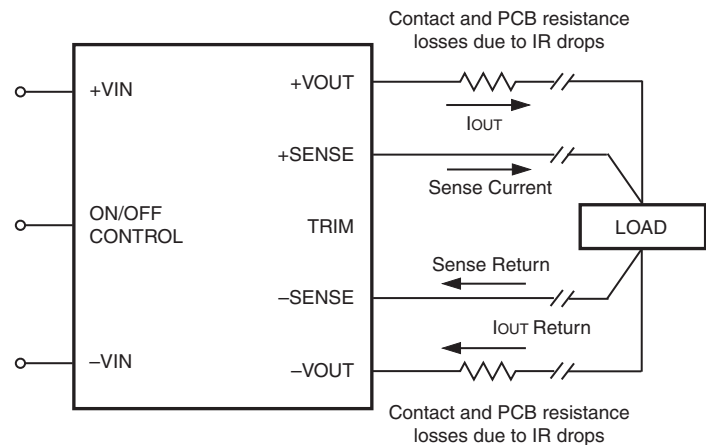 Contact and PCB resistance
losses due to IR drops
+VOUT
+VIN
IOUT
+SENSE
Sense Current
ON/OFF
CONTROL
TRIM
LOAD
Sense Return
–SENSE
IOUT Return
–VIN
–VOUT
Contact and PCB resistance
losses due to IR drops